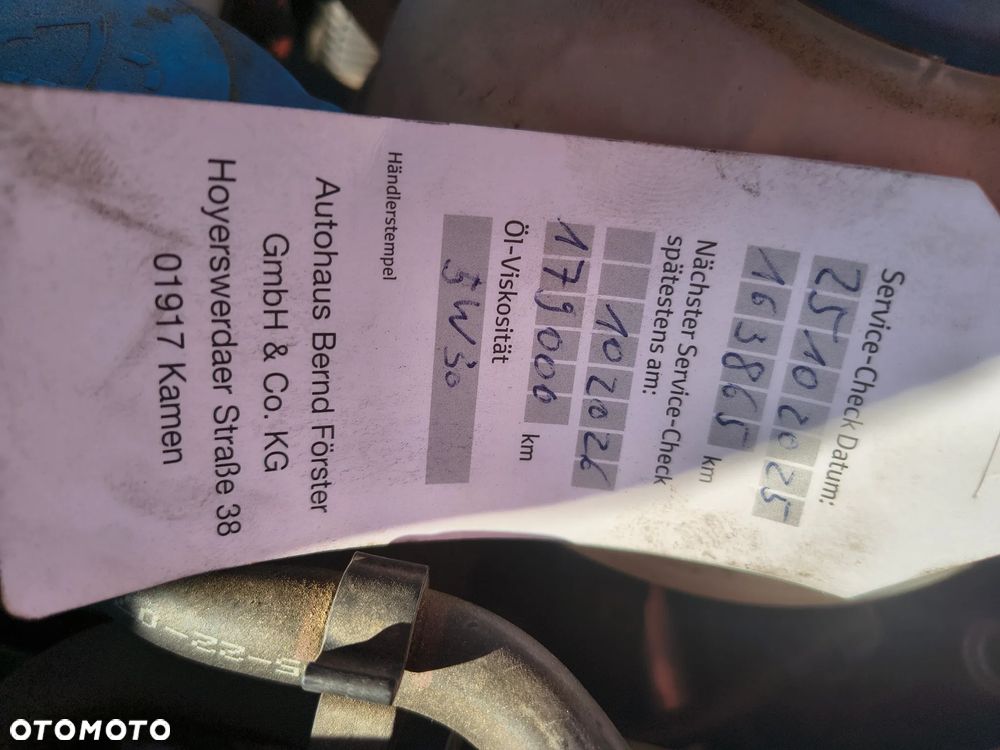 Service-Check Datum:
25 10 2025
163865 km
Nächster Service-Check
spätestens am:
10 2026
179000 km
Öl-Viskosität
5W30
Händlerstempel
Autohaus Bernd Förster
GmbH & Co. KG
Hoyerswerdaer Straße 38
01917 Kamen
OTOMOTO